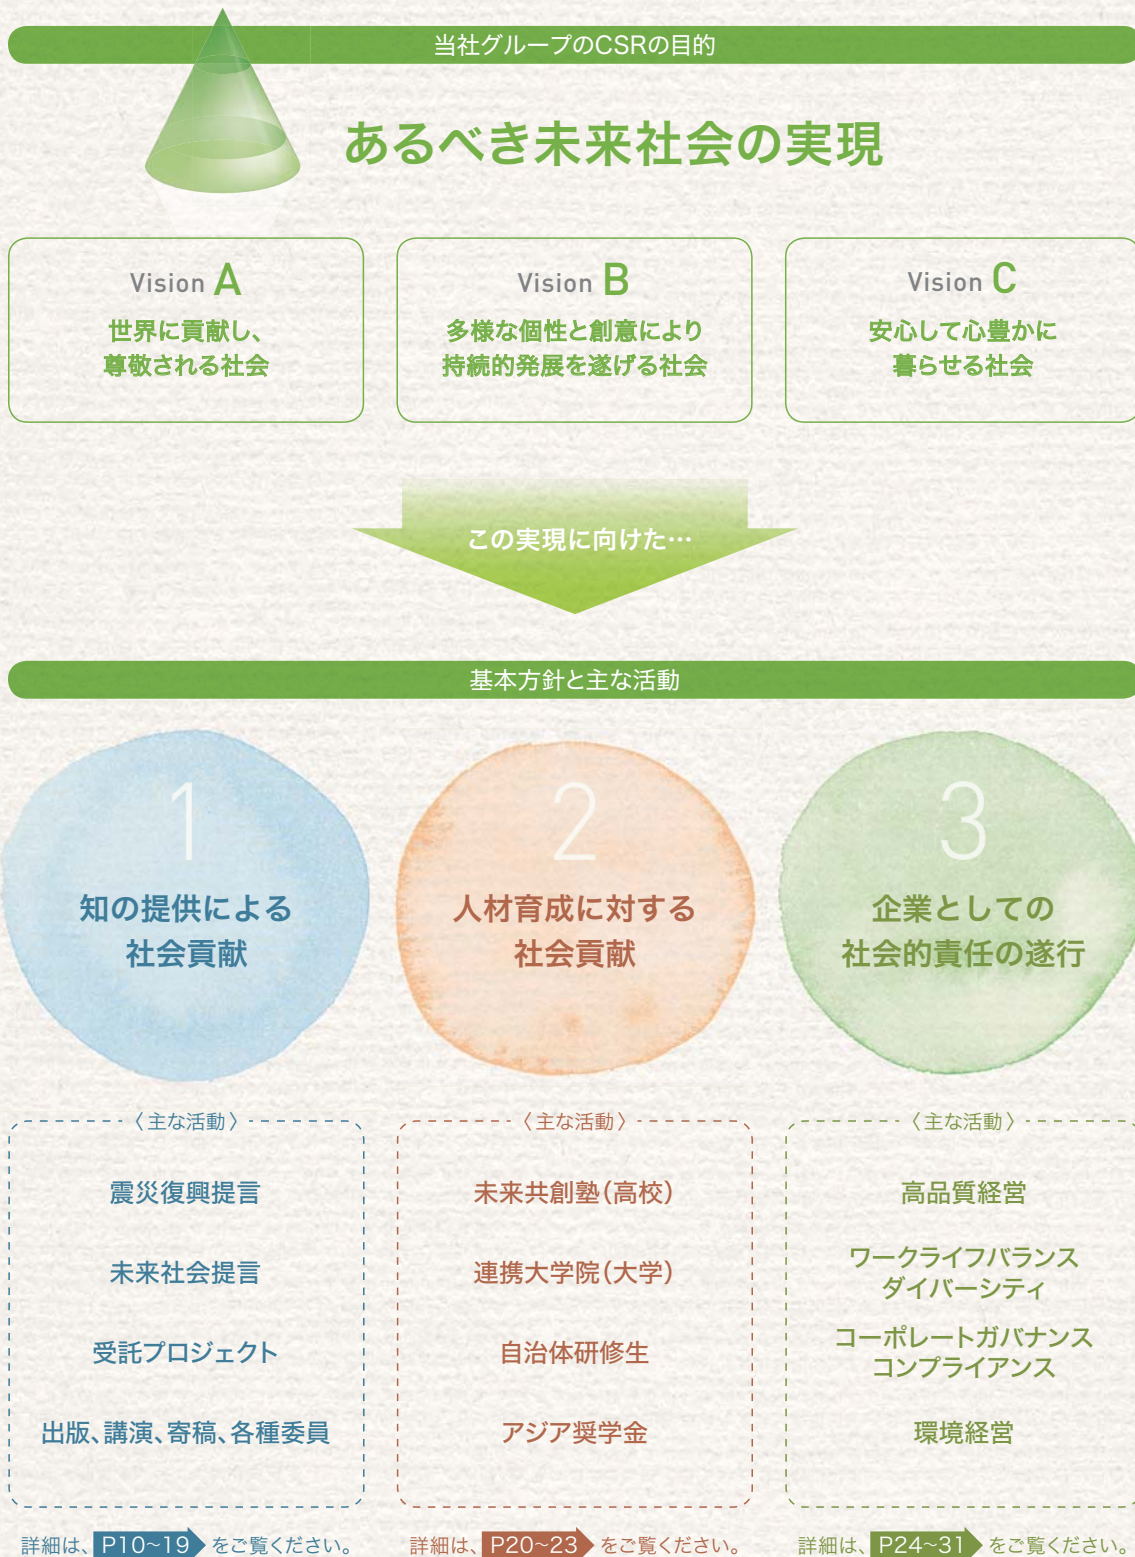 当社グループのCSRの目的
あるべき未来社会の実現
Vision A
世界に貢献し、
尊敬される社会
Vision B
多様な個性と創意により
持続的発展を遂げる社会
Vision C
安心して心豊かに
暮らせる社会
この実現に向けた…
基本方針と主な活動
1
知の提供による
社会貢献
2
人材育成に対する
社会貢献
3
企業としての
社会的責任の遂行
〈主な活動〉
震災復興提言
未来社会提言
受託プロジェクト
出版、講演、寄稿、各種委員
詳細は、P10~19をご覧ください。
〈主な活動〉
未来共創塾(高校)
連携大学院(大学)
自治体研修生
アジア奨学金
詳細は、P20~23をご覧ください。
〈主な活動〉
高品質経営
ワークライフバランス
ダイバーシティ
コーポレートガバナンス
コンプライアンス
環境経営
詳細は、P24~31をご覧ください。